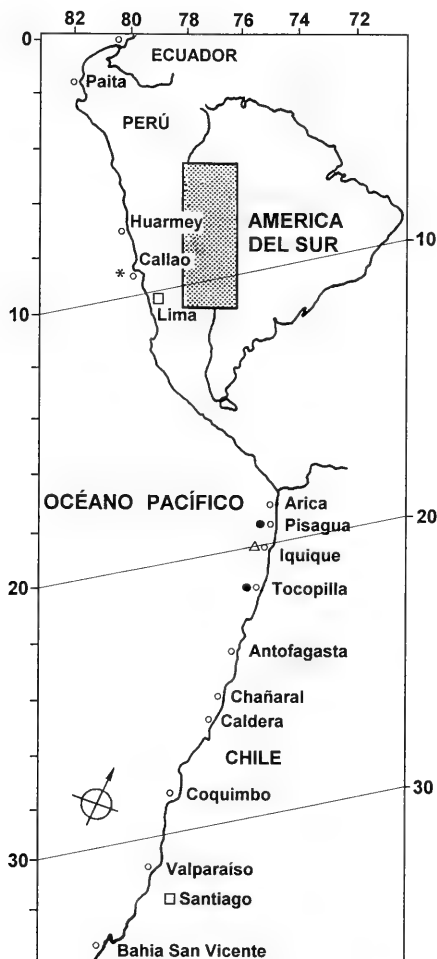 82 80 78 76 74 72
0
ECUADOR
Paita
PERÚ
Huarmey
AMERICA
DEL SUR
10
Callao
*
Lima
10
OCÉANO PACÍFICO
Arica
20
Pisagua
Iquique
20
Tocopilla
Antofagasta
Chañaral
Caldera
CHILE
30
Coquimbo
30
Valparaíso
Santiago
Bahia San Vicente